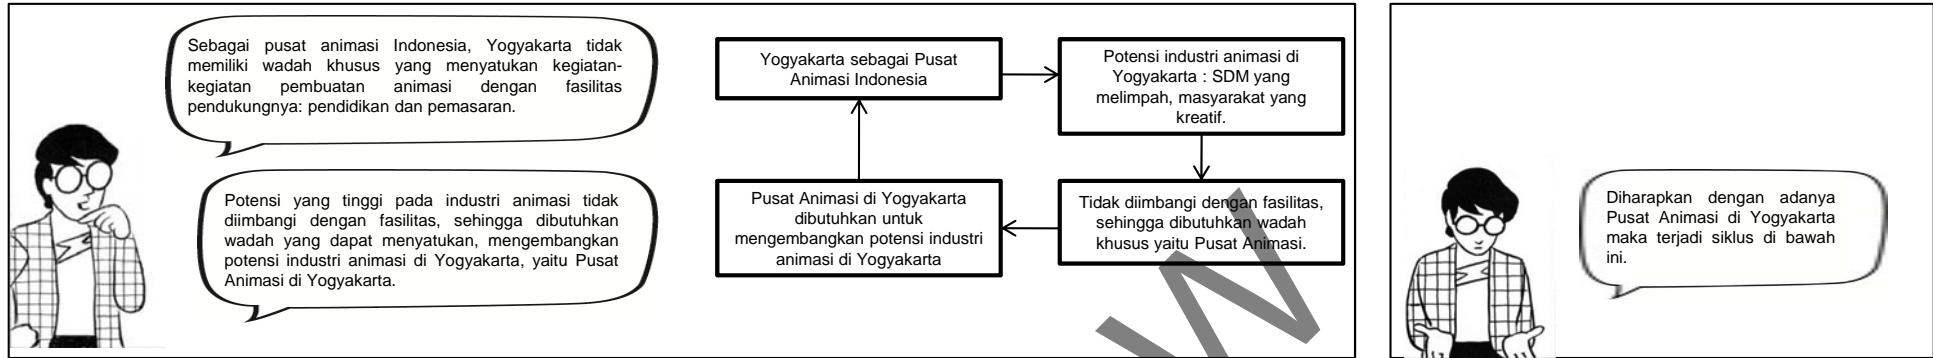 Sebagai pusat animasi Indonesia, Yogyakarta tidak
memiliki wadah khusus yang menyatukan kegiatan-
kegiatan pembuatan animasi dengan fasilitas
pendukungnya: pendidikan dan pemasaran.
Potensi yang tinggi pada industri animasi tidak
diimbangi dengan fasilitas, sehingga dibutuhkan
wadah yang dapat menyatukan, mengembangkan
potensi industri animasi di Yogyakarta, yaitu Pusat
Animasi di Yogyakarta.
Yogyakarta sebagai Pusat
Animasi Indonesia
Potensi industri animasi di
Yogyakarta : SDM yang
melimpah, masyarakat yang
kreatif.
Tidak diimbangi dengan fasilitas,
sehingga dibutuhkan wadah
khusus yaitu Pusat Animasi.
Pusat Animasi di Yogyakarta
dibutuhkan untuk
mengembangkan potensi industri
animasi di Yogyakarta
Diharapkan dengan adanya
Pusat Animasi di Yogyakarta
maka terjadi siklus di bawah
ini.
W